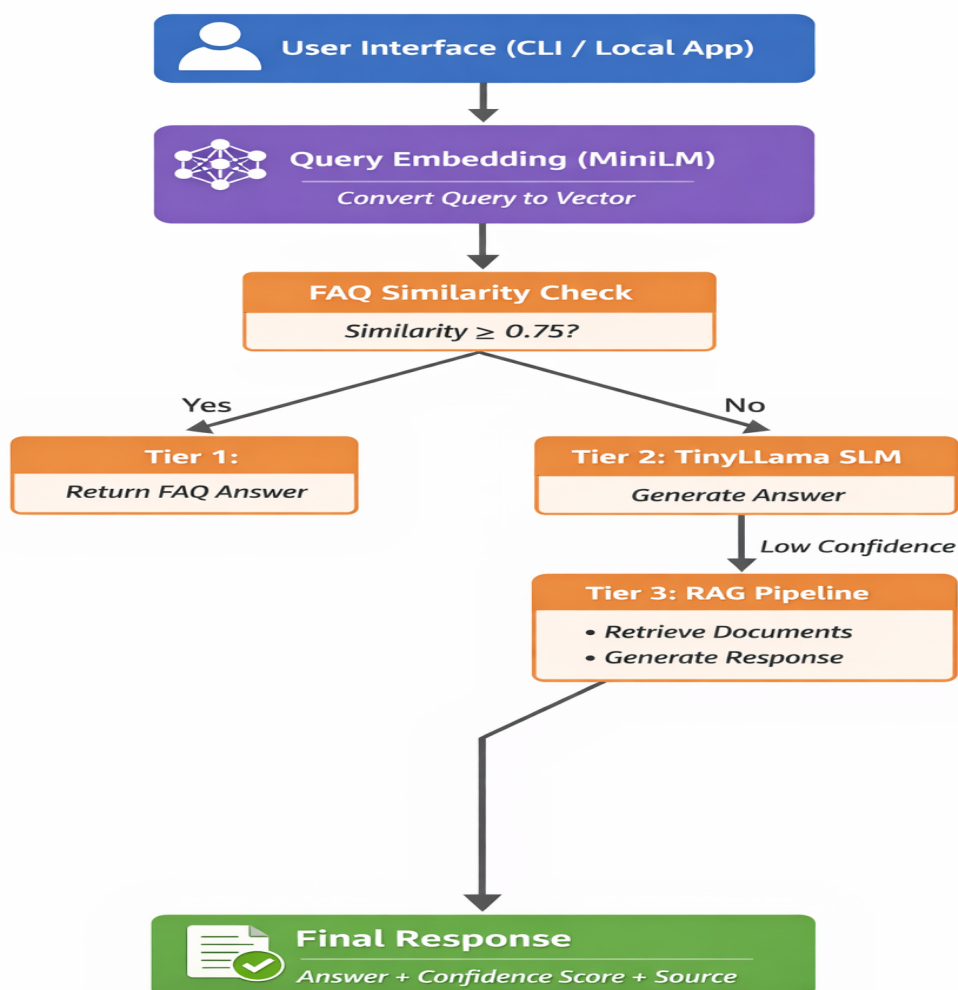 User Interface (CLI / Local App)
Query Embedding (MiniLM)
Convert Query to Vector
FAQ Similarity Check
Similarity ≥ 0.75?
Yes
No
Tier 1:
Return FAQ Answer
Tier 2: TinyLLama SLM
Generate Answer
Low Confidence
Tier 3: RAG Pipeline
• Retrieve Documents
• Generate Response
Final Response
Answer + Confidence Score + Source